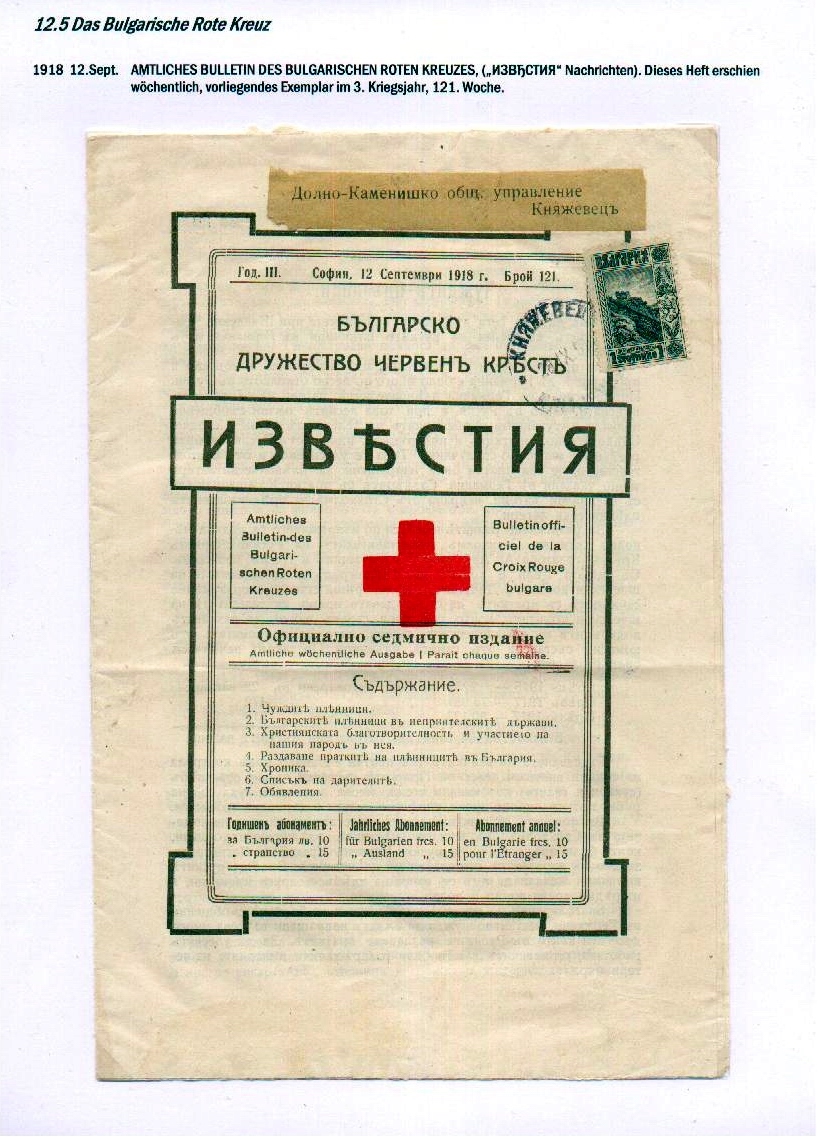 12.5 Das Bulgarische Rote Kreuz
1918 12.Sept. AMTLICHES BULLETIN DES BULGARISCHEN ROTEN KREUZES, („ИЗВѢСТИЯ“ Nachrichten). Dieses Heft erschien
wöchentlich, vorliegendes Exemplar im 3. Kriegsjahr, 121. Woche.
Долно-Каменишко общ. управление
Княжевецъ
Год. III. София, 12 Септември 1918 г. Брой 121.
БЪЛГАРИЯ
КНЯЖЕВЕЦ
БЪЛГАРСКО
ДРУЖЕСТВО ЧЕРВЕНЪ КРѢСТЪ
ИЗВѢСТИЯ
Amtliches
Bulletin-des
Bulgari-
schen Roten
Kreuzes
Bulletin offi-
ciel de la
Croix Rouge
bulgare
Официално седмично издание
Amtliche wöchentliche Ausgabe | Parait chaque semaine.
Съдържание.
1. Чуждитѣ плѣнници.
2. Българскитѣ плѣнници въ неприятелскитѣ държави.
3. Християнската благотворителность и участието на
нашия народъ въ нея.
4. Раздаване праткитѣ на плѣнницитѣ въ България.
5. Хроника.
6. Списъкъ на дарителитѣ.
7. Обявления.
Годишенъ абонаментъ:
за България лв. 10
„ странство „ 15
Jahrliches Abonnement:
für Bulgarien frcs. 10
„ Ausland „ 15
Abonnement annuel:
en Bulgarie frcs. 10
pour l'Etranger „ 15